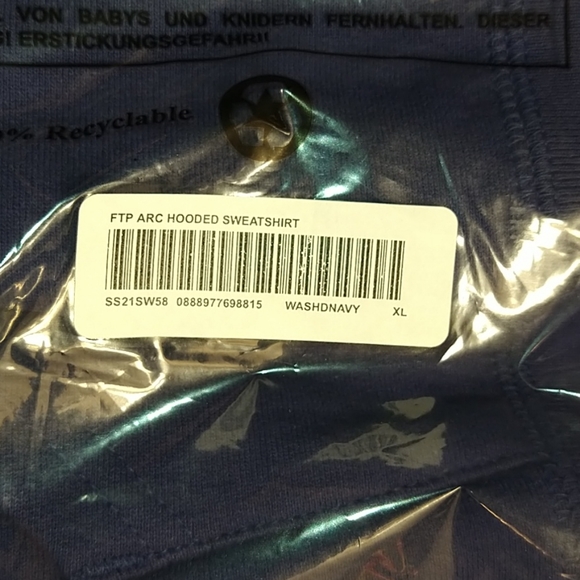 VON BABYS UND KNIDERN FERNHALTEN. DIESER
ERSTICKUNGSGEFAHR!!
% Recyclable
FTP ARC HOODED SWEATSHIRT
SS21SW58 0888977698815 WASHDNAVY XL